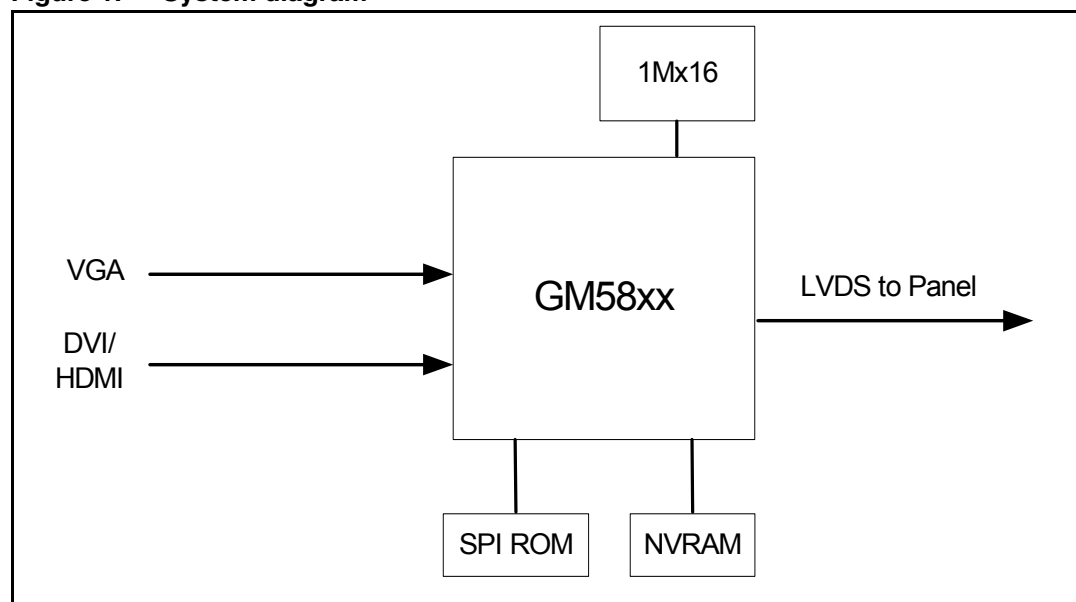 1Mx16
VGA
GM58xx
LVDS to Panel
DVI/
HDMI
SPI ROM
NVRAM